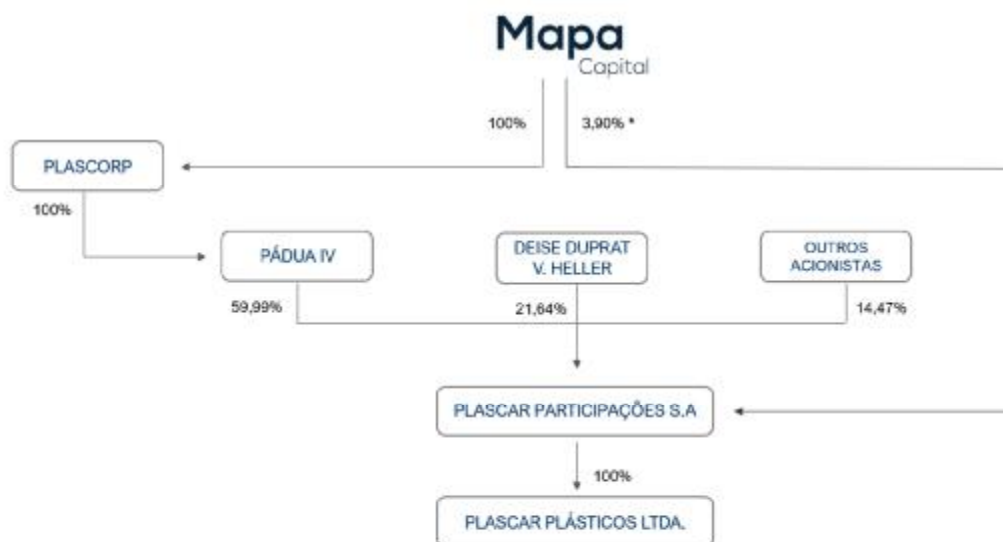 Mapa
Capital
100%
3,90% *
PLASCORP
100%
PÁDUA IV
DEISE DUPRAT
V. HELLER
OUTROS
ACIONISTAS
59,99%
21,64%
14,47%
PLASCAR PARTICIPAÇÕES S.A
100%
PLASCAR PLÁSTICOS LTDA.